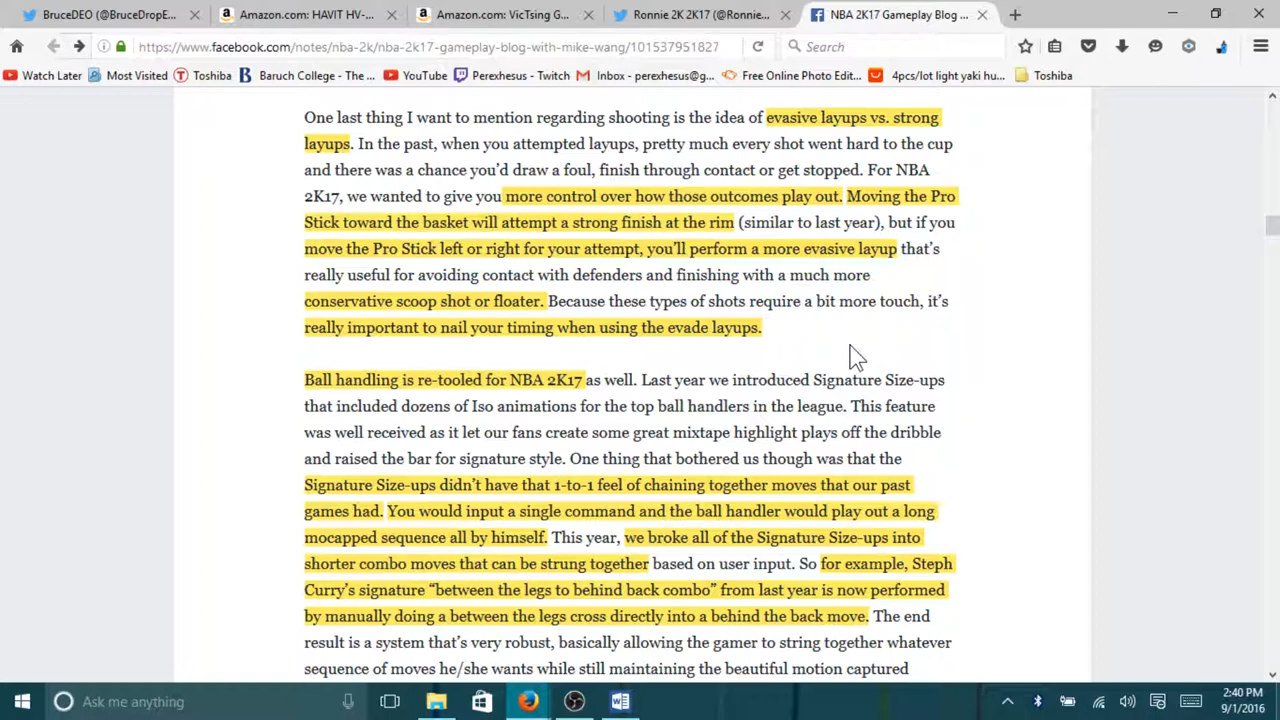 BruceDEO (@BruceDropE...
Amazon.com: HAVIT HV-...
Amazon.com: VicTsing G...
Ronnie 2K 2K17 (@Ronnie...
NBA 2K17 Gameplay Blog ...
https://www.facebook.com/notes/nba-2k/nba-2k17-gameplay-blog-with-mike-wang/101537951827
Search
Watch Later
Most Visited
Toshiba
Baruch College - The ...
YouTube
Perexhesus - Twitch
Inbox - perexhesus@g...
Free Online Photo Edit...
4pcs/lot light yaki hu...
Toshiba
One last thing I want to mention regarding shooting is the idea of evasive layups vs. strong
layups. In the past, when you attempted layups, pretty much every shot went hard to the cup
and there was a chance you'd draw a foul, finish through contact or get stopped. For NBA
2K17, we wanted to give you more control over how those outcomes play out. Moving the Pro
Stick toward the basket will attempt a strong finish at the rim (similar to last year), but if you
move the Pro Stick left or right for your attempt, you'll perform a more evasive layup that's
really useful for avoiding contact with defenders and finishing with a much more
conservative scoop shot or floater. Because these types of shots require a bit more touch, it's
really important to nail your timing when using the evade layups.
Ball handling is re-tooled for NBA 2K17 as well. Last year we introduced Signature Size-ups
that included dozens of Iso animations for the top ball handlers in the league. This feature
was well received as it let our fans create some great mixtape highlight plays off the dribble
and raised the bar for signature style. One thing that bothered us though was that the
Signature Size-ups didn't have that 1-to-1 feel of chaining together moves that our past
games had. You would input a single command and the ball handler would play out a long
mocapped sequence all by himself. This year, we broke all of the Signature Size-ups into
shorter combo moves that can be strung together based on user input. So for example, Steph
Curry's signature "between the legs to behind back combo" from last year is now performed
by manually doing a between the legs cross directly into a behind the back move. The end
result is a system that's very robust, basically allowing the gamer to string together whatever
sequence of moves he/she wants while still maintaining the beautiful motion captured
Ask me anything
2:40 PM
9/1/2016